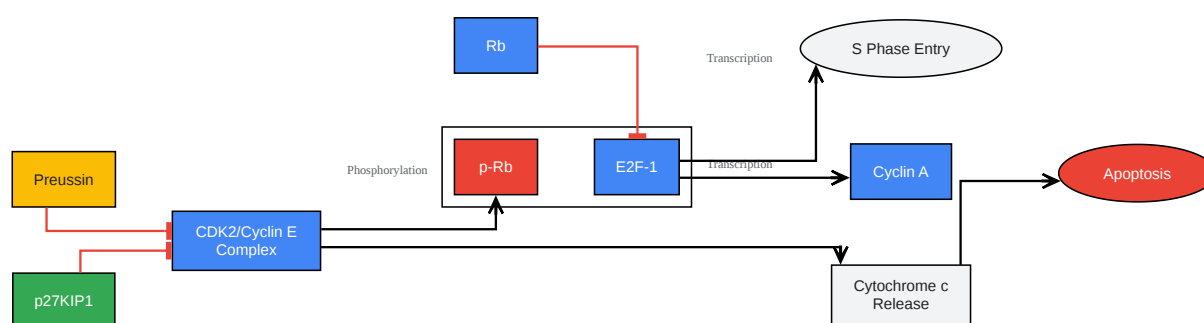 Rb
Transcription
S Phase Entry
Phosphorylation
p-Rb
E2F-1
Transcription
Cyclin A
Apoptosis
Preussin
CDK2/Cyclin E
Complex
p27KIP1
Cytochrome c
Release